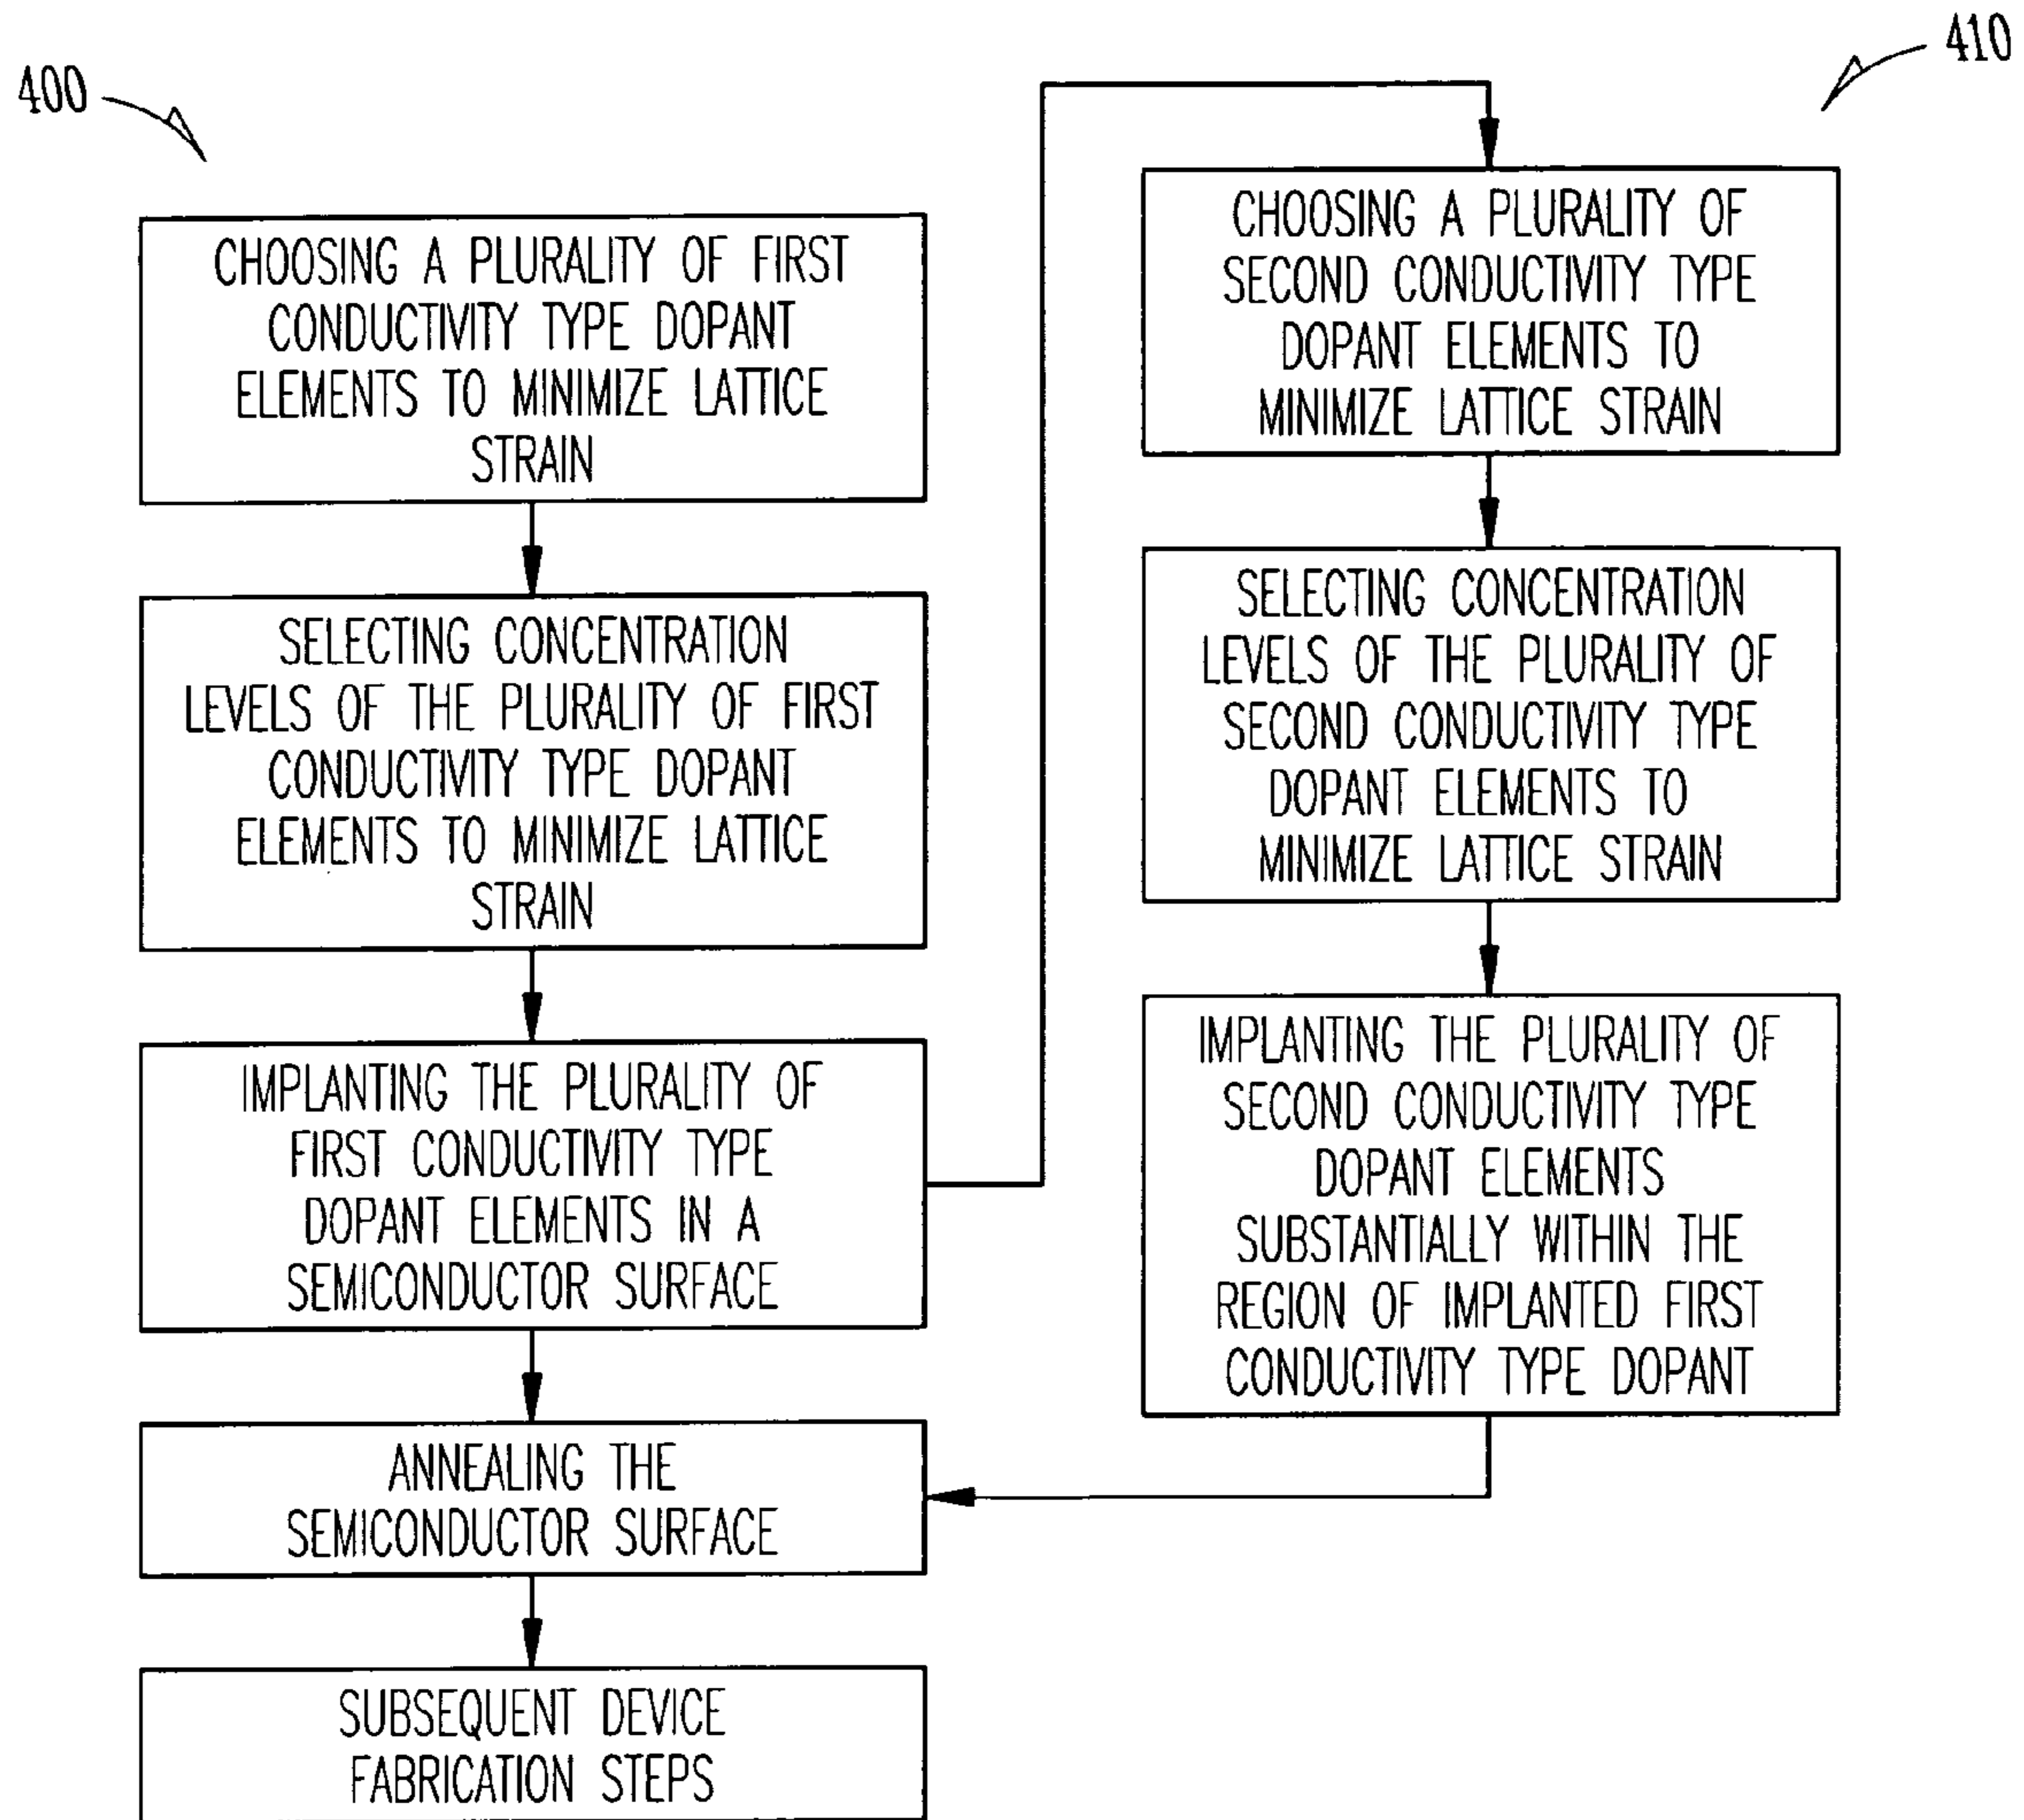 400
CHOOSING A PLURALITY OF FIRST
CONDUCTIVITY TYPE DOPANT
ELEMENTS TO MINIMIZE LATTICE
STRAIN
SELECTING CONCENTRATION
LEVELS OF THE PLURALITY OF FIRST
CONDUCTIVITY TYPE DOPANT
ELEMENTS TO MINIMIZE LATTICE
STRAIN
IMPLANTING THE PLURALITY OF
FIRST CONDUCTIVITY TYPE
DOPANT ELEMENTS IN A
SEMICONDUCTOR SURFACE
ANNEALING THE
SEMICONDUCTOR SURFACE
SUBSEQUENT DEVICE
FABRICATION STEPS
410
CHOOSING A PLURALITY OF
SECOND CONDUCTIVITY TYPE
DOPANT ELEMENTS TO
MINIMIZE LATTICE STRAIN
SELECTING CONCENTRATION
LEVELS OF THE PLURALITY OF
SECOND CONDUCTIVITY TYPE
DOPANT ELEMENTS TO
MINIMIZE LATTICE STRAIN
IMPLANTING THE PLURALITY OF
SECOND CONDUCTIVITY TYPE
DOPANT ELEMENTS
SUBSTANTIALLY WITHIN THE
REGION OF IMPLANTED FIRST
CONDUCTIVITY TYPE DOPANT